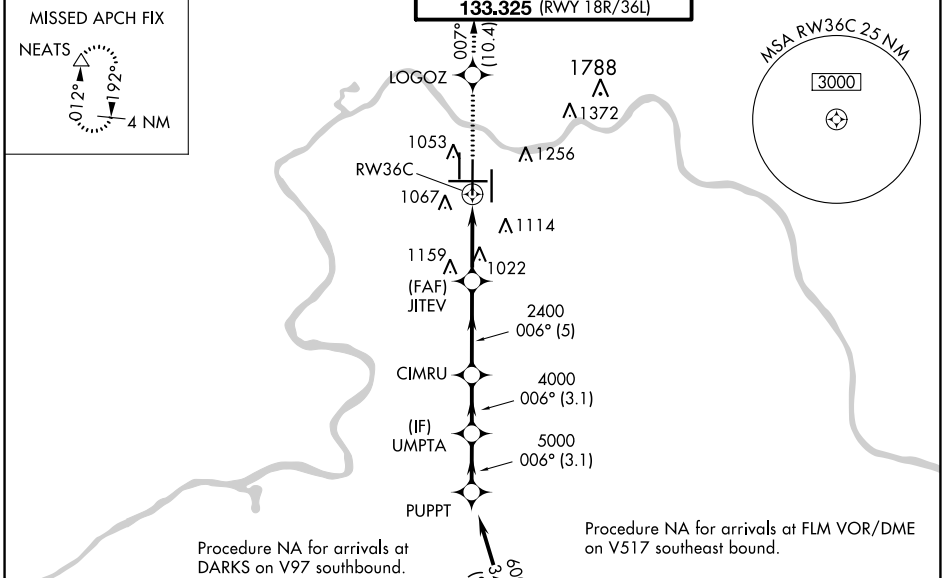 133.325 (RWY 18R/36L)
MISSED APCH FIX
NEATS
012°
192°
4 NM
007°
(10.4)
LOGOZ
1788
1372
MSA RW36C 25 NM
3000
1053
1256
RW36C
1067
1114
1159
1022
(FAF)
JITEV
2400
006° (5)
CIMRU
4000
006° (3.1)
(IF)
UMPTA
5000
006° (3.1)
PUPPT
Procedure NA for arrivals at
DARKS on V97 southbound.
Procedure NA for arrivals at FLM VOR/DME
on V517 southeast bound.